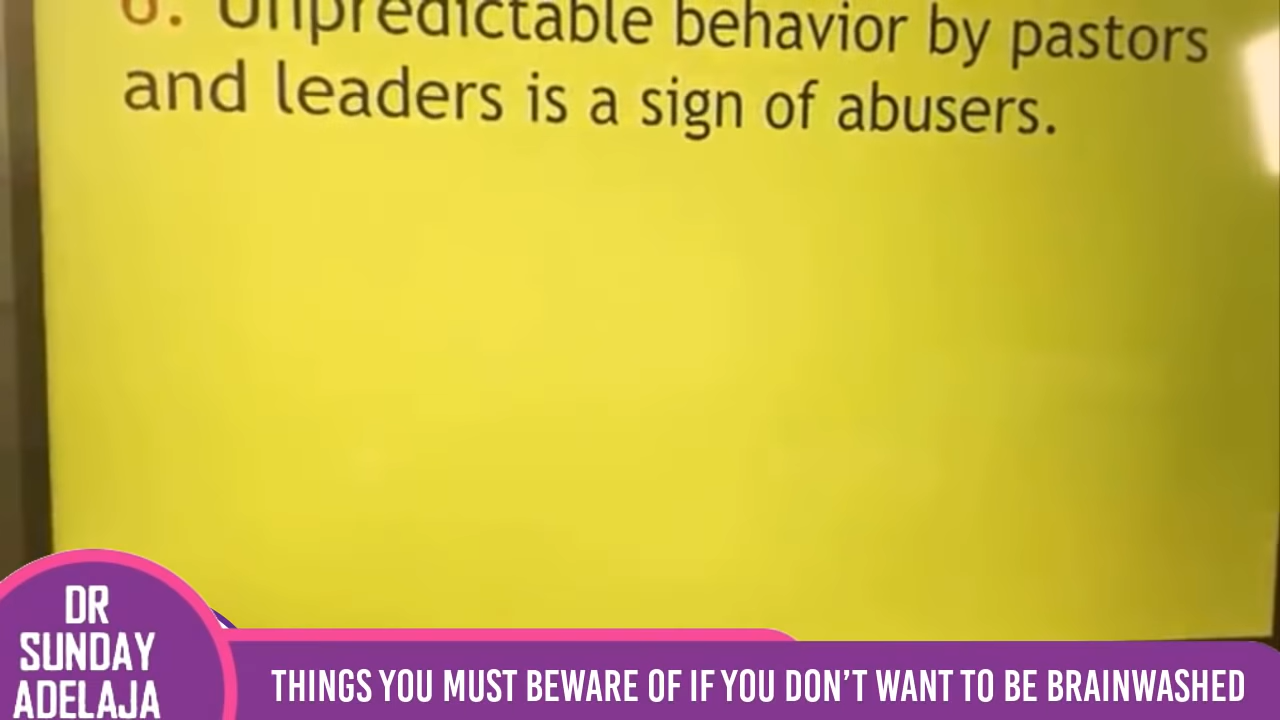 6. Unpredictable behavior by pastors
and leaders is a sign of abusers.
DR
SUNDAY
ADELAJA
THINGS YOU MUST BEWARE OF IF YOU DON'T WANT TO BE BRAINWASHED